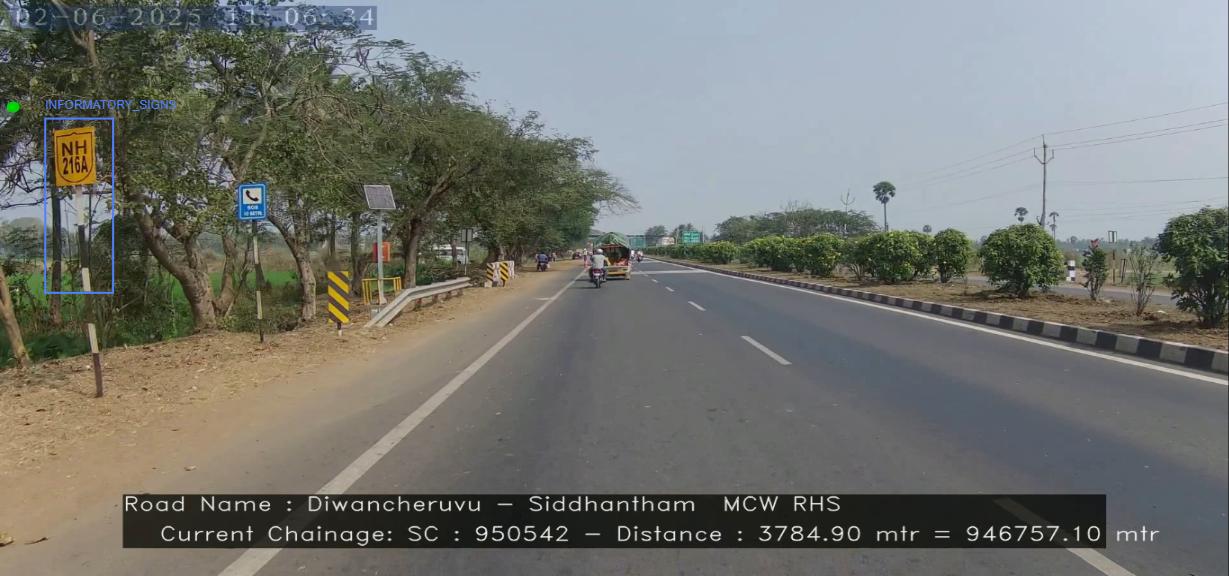 02-06-2025 11:06:34
INFORMATORY_SIGNS
NH
216A
SOS
Road Name : Diwancheruvu – Siddhantham MCW RHS
Current Chainage: SC : 950542 – Distance : 3784.90 mtr = 946757.10 mtr